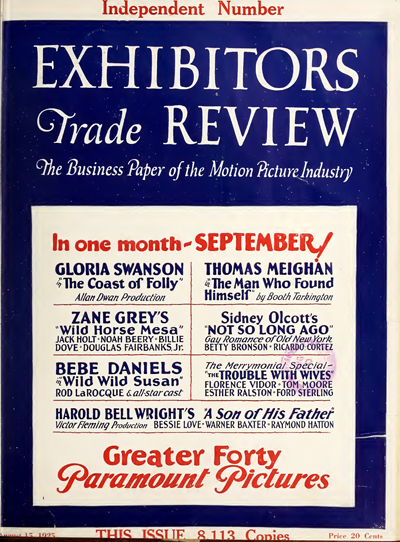 Independent Number
EXHIBITORS
Trade REVIEW
The Business Paper of the Motion Picture Industry
In one month - SEPTEMBER!
GLORIA SWANSON
in "The Coast of Folly"
Allan Dwan Production
THOMAS MEIGHAN
in "The Man Who Found
Himself" by Booth Tarkington
ZANE GREY'S
"Wild Horse Mesa"
JACK HOLT · NOAH BEERY · BILLIE
DOVE · DOUGLAS FAIRBANKS, Jr.
Sidney Olcott's
"NOT SO LONG AGO"
Gay Romance of Old New York
BETTY BRONSON · RICARDO CORTEZ
BEBE DANIELS
in "Wild Wild Susan"
ROD LaROCQUE & all-star cast
The Merrymonial Special -
"THE TROUBLE WITH WIVES"
FLORENCE VIDOR · TOM MOORE
ESTHER RALSTON · FORD STERLING
HAROLD BELL WRIGHT'S "A Son of His Father"
Victor Fleming Production BESSIE LOVE · WARNER BAXTER · RAYMOND HATTON
Greater Forty
Paramount Pictures
August 15, 1925 THIS ISSUE 8,113 Copies Price 20 Cents